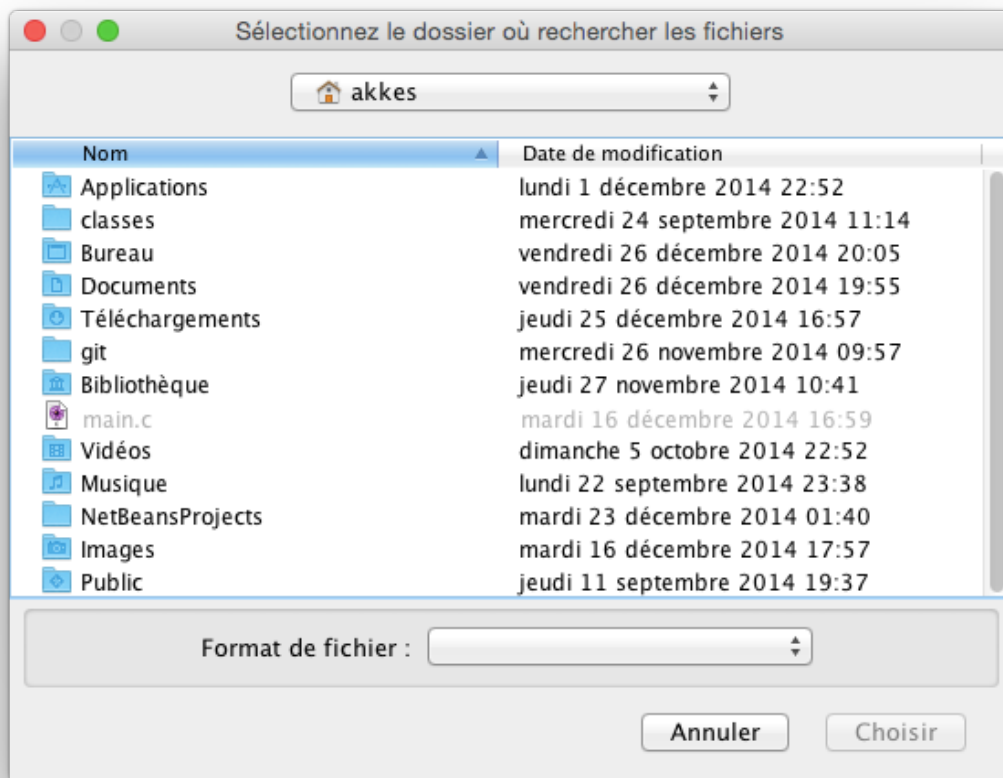 Sélectionnez le dossier où rechercher les fichiers
akkes
Nom Date de modification
Applications lundi 1 décembre 2014 22:52
classes mercredi 24 septembre 2014 11:14
Bureau vendredi 26 décembre 2014 20:05
Documents vendredi 26 décembre 2014 19:55
Téléchargements jeudi 25 décembre 2014 16:57
git mercredi 26 novembre 2014 09:57
Bibliothèque jeudi 27 novembre 2014 10:41
main.c mardi 16 décembre 2014 16:59
Vidéos dimanche 5 octobre 2014 22:52
Musique lundi 22 septembre 2014 23:38
NetBeansProjects mardi 23 décembre 2014 01:40
Images mardi 16 décembre 2014 17:57
Public jeudi 11 septembre 2014 19:37
Format de fichier :
Annuler Choisir